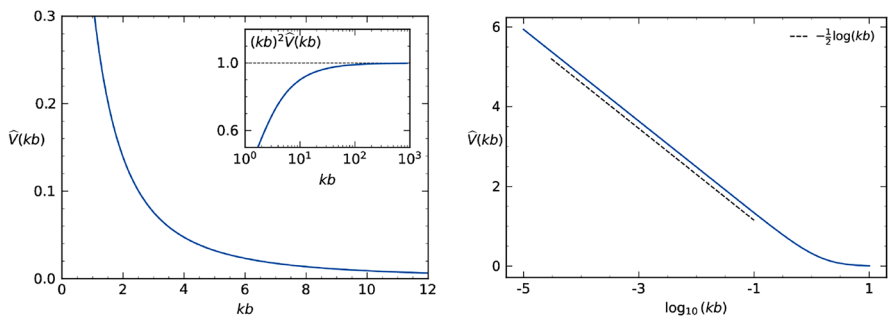 0.3
(kb)²V̂(kb)
1.0
0.6
10⁰ 10¹ 10² 10³
kb
0.2
V̂(kb)
0.1
0.0
0 2 4 6 8 10 12
kb
--- −½log(kb)
6
4
V̂(kb)
2
0
-5 -3 -1 1
log₁₀(kb)